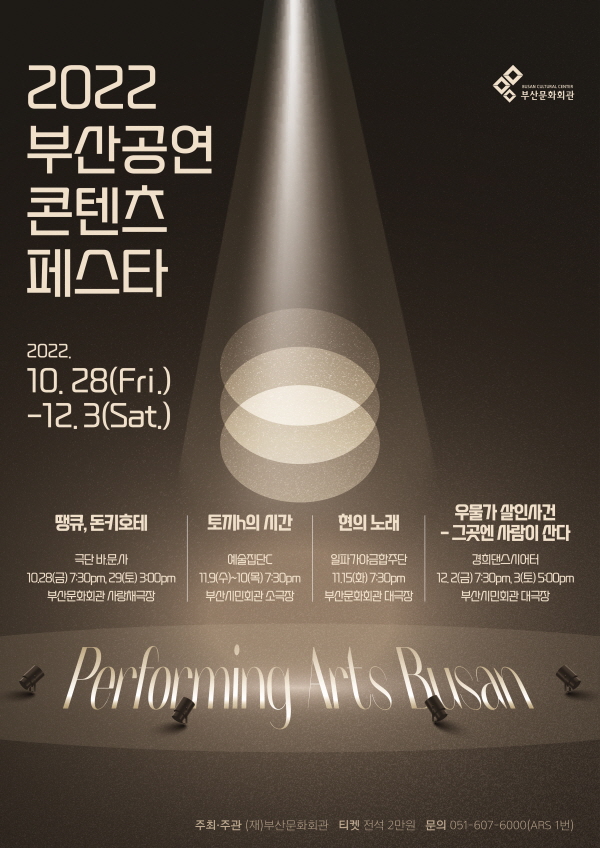 2022
부산공연
콘텐츠
페스타
BUSAN CULTURAL CENTER
부산문화회관
2022.
10. 28(Fri.)
-12. 3(Sat.)
땡큐, 돈키호테
극단 바.문.사
10.28(금) 7:30pm, 29(토) 3:00pm
부산문화회관 사랑채극장
토끼h의 시간
예술집단C
11.9(수)~10(목) 7:30pm
부산시민회관 소극장
현의 노래
일파가야금합주단
11.15(화) 7:30pm
부산문화회관 대극장
우물가 살인사건
- 그곳엔 사람이 산다
경희댄스시어터
12. 2(금) 7:30pm, 3(토) 5:00pm
부산시민회관 대극장
Performing Arts Busan
주최·주관 (재)부산문화회관 티켓 전석 2만원 문의 051-607-6000(ARS 1번)